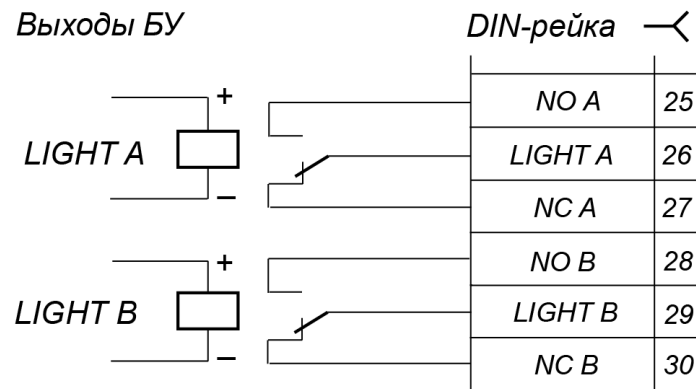 Выходы БУ DIN-рейка
+ NO A 25
LIGHT A LIGHT A 26
– NC A 27
+ NO B 28
LIGHT B LIGHT B 29
– NC B 30